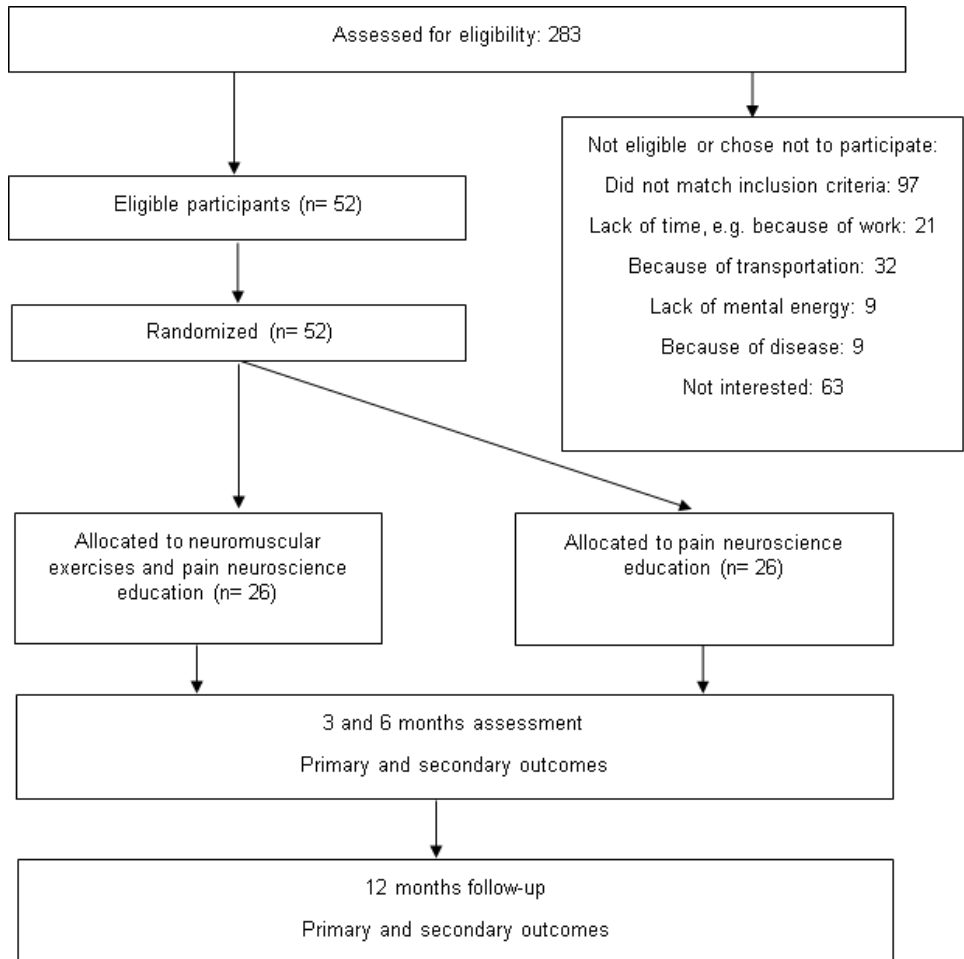 Assessed for eligibility: 283
Not eligible or chose not to participate:
Did not match inclusion criteria: 97
Lack of time, e.g. because of work: 21
Because of transportation: 32
Lack of mental energy: 9
Because of disease: 9
Not interested: 63
Eligible participants (n= 52)
Randomized (n= 52)
Allocated to neuromuscular
exercises and pain neuroscience
education (n= 26)
Allocated to pain neuroscience
education (n= 26)
3 and 6 months assessment
Primary and secondary outcomes
12 months follow-up
Primary and secondary outcomes